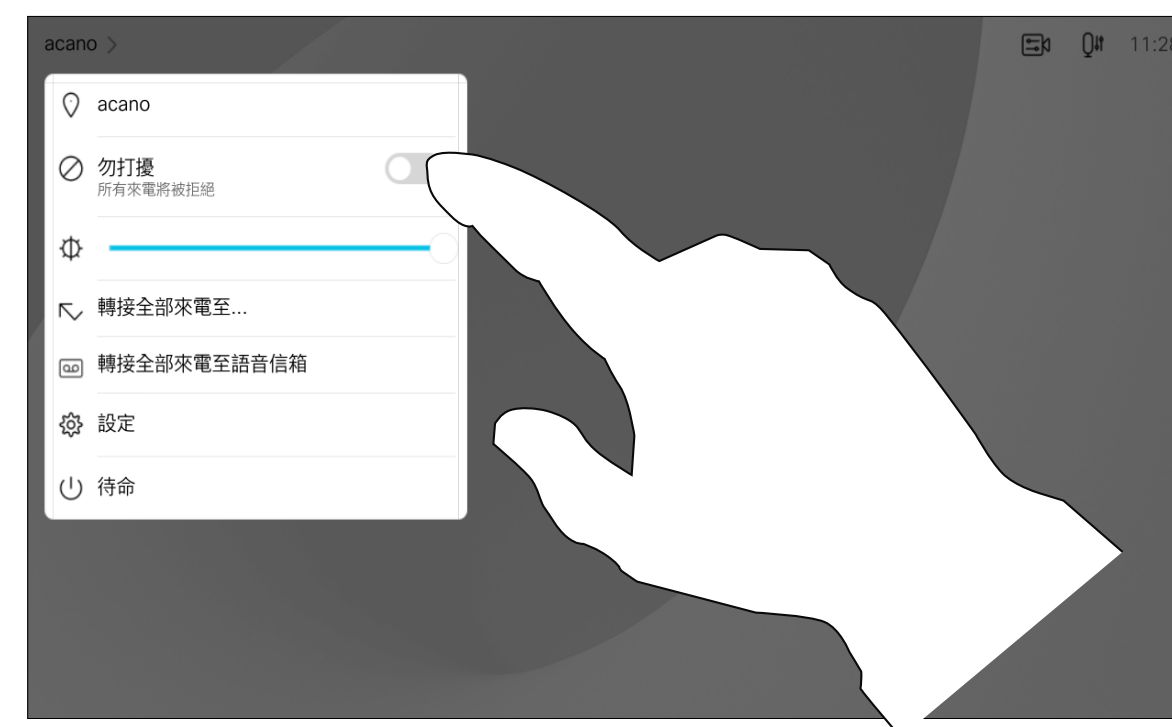 acano
11:28
acano
勿打擾
所有來電將被拒絕
轉接全部來電至...
轉接全部來電至語音信箱
設定
待命